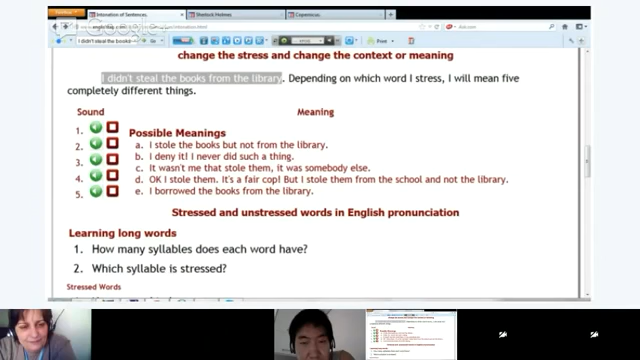 Intonation of Sentences.
Sherlock Holmes
Copernicus
I didn't steal the books
Ask.com
Print
Google
change the stress and change the context or meaning
I didn't steal the books from the library. Depending on which word I stress, I will mean five
completely different things.
Sound Meaning
Possible Meanings
1.
2. a. I stole the books but not from the library.
b. I deny it! I never did such a thing.
3. c. It wasn't me that stole them, it was somebody else.
4. d. OK I stole them. It's a fair cop! But I stole them from the school and not the library.
5. e. I borrowed the books from the library.
Stressed and unstressed words in English pronunciation
Learning long words
1. How many syllables does each word have?
2. Which syllable is stressed?
Stressed Words